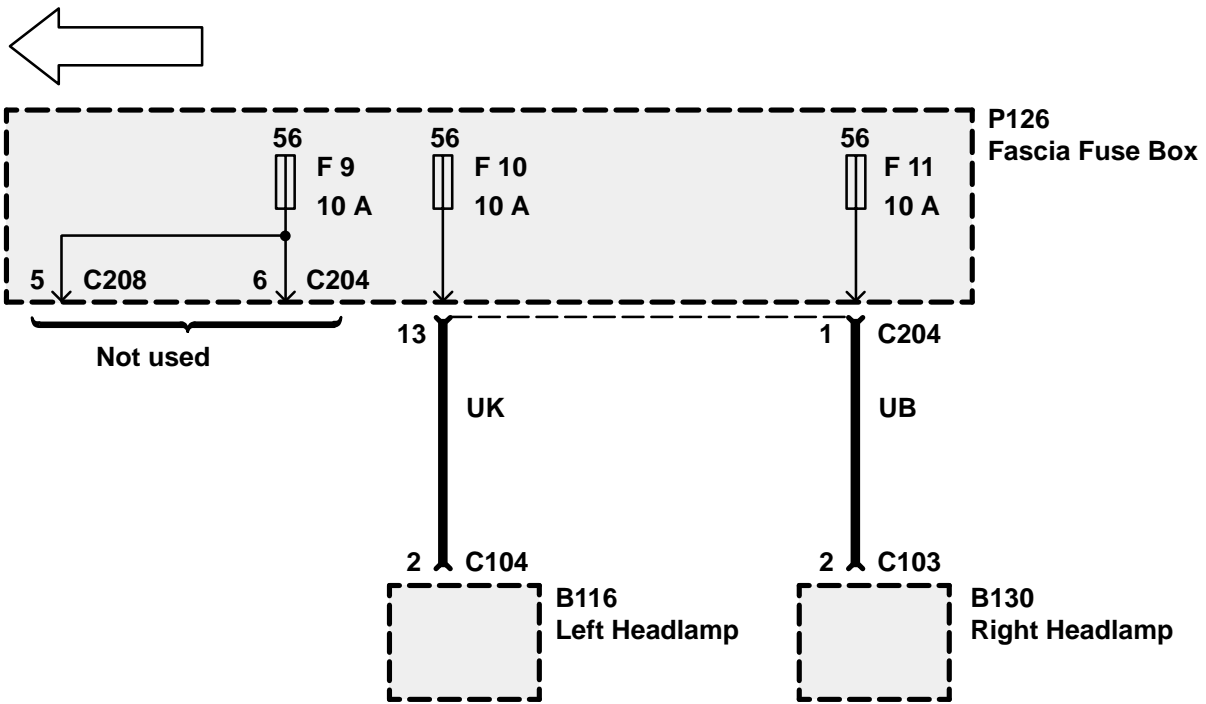 P126
Fascia Fuse Box
56
F 9
10 A
56
F 10
10 A
56
F 11
10 A
5 C208
6 C204
Not used
13
1 C204
UK
UB
2 C104
2 C103
B116
Left Headlamp
B130
Right Headlamp